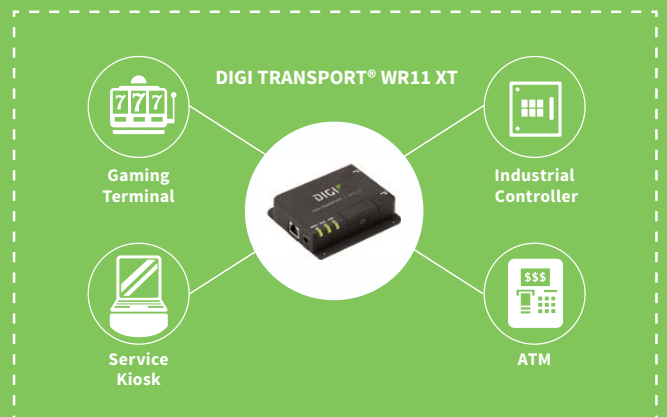 DIGI TRANSPORT® WR11 XT
777
Gaming
Terminal
Industrial
Controller
DIGI
$$$
Service
Kiosk
ATM